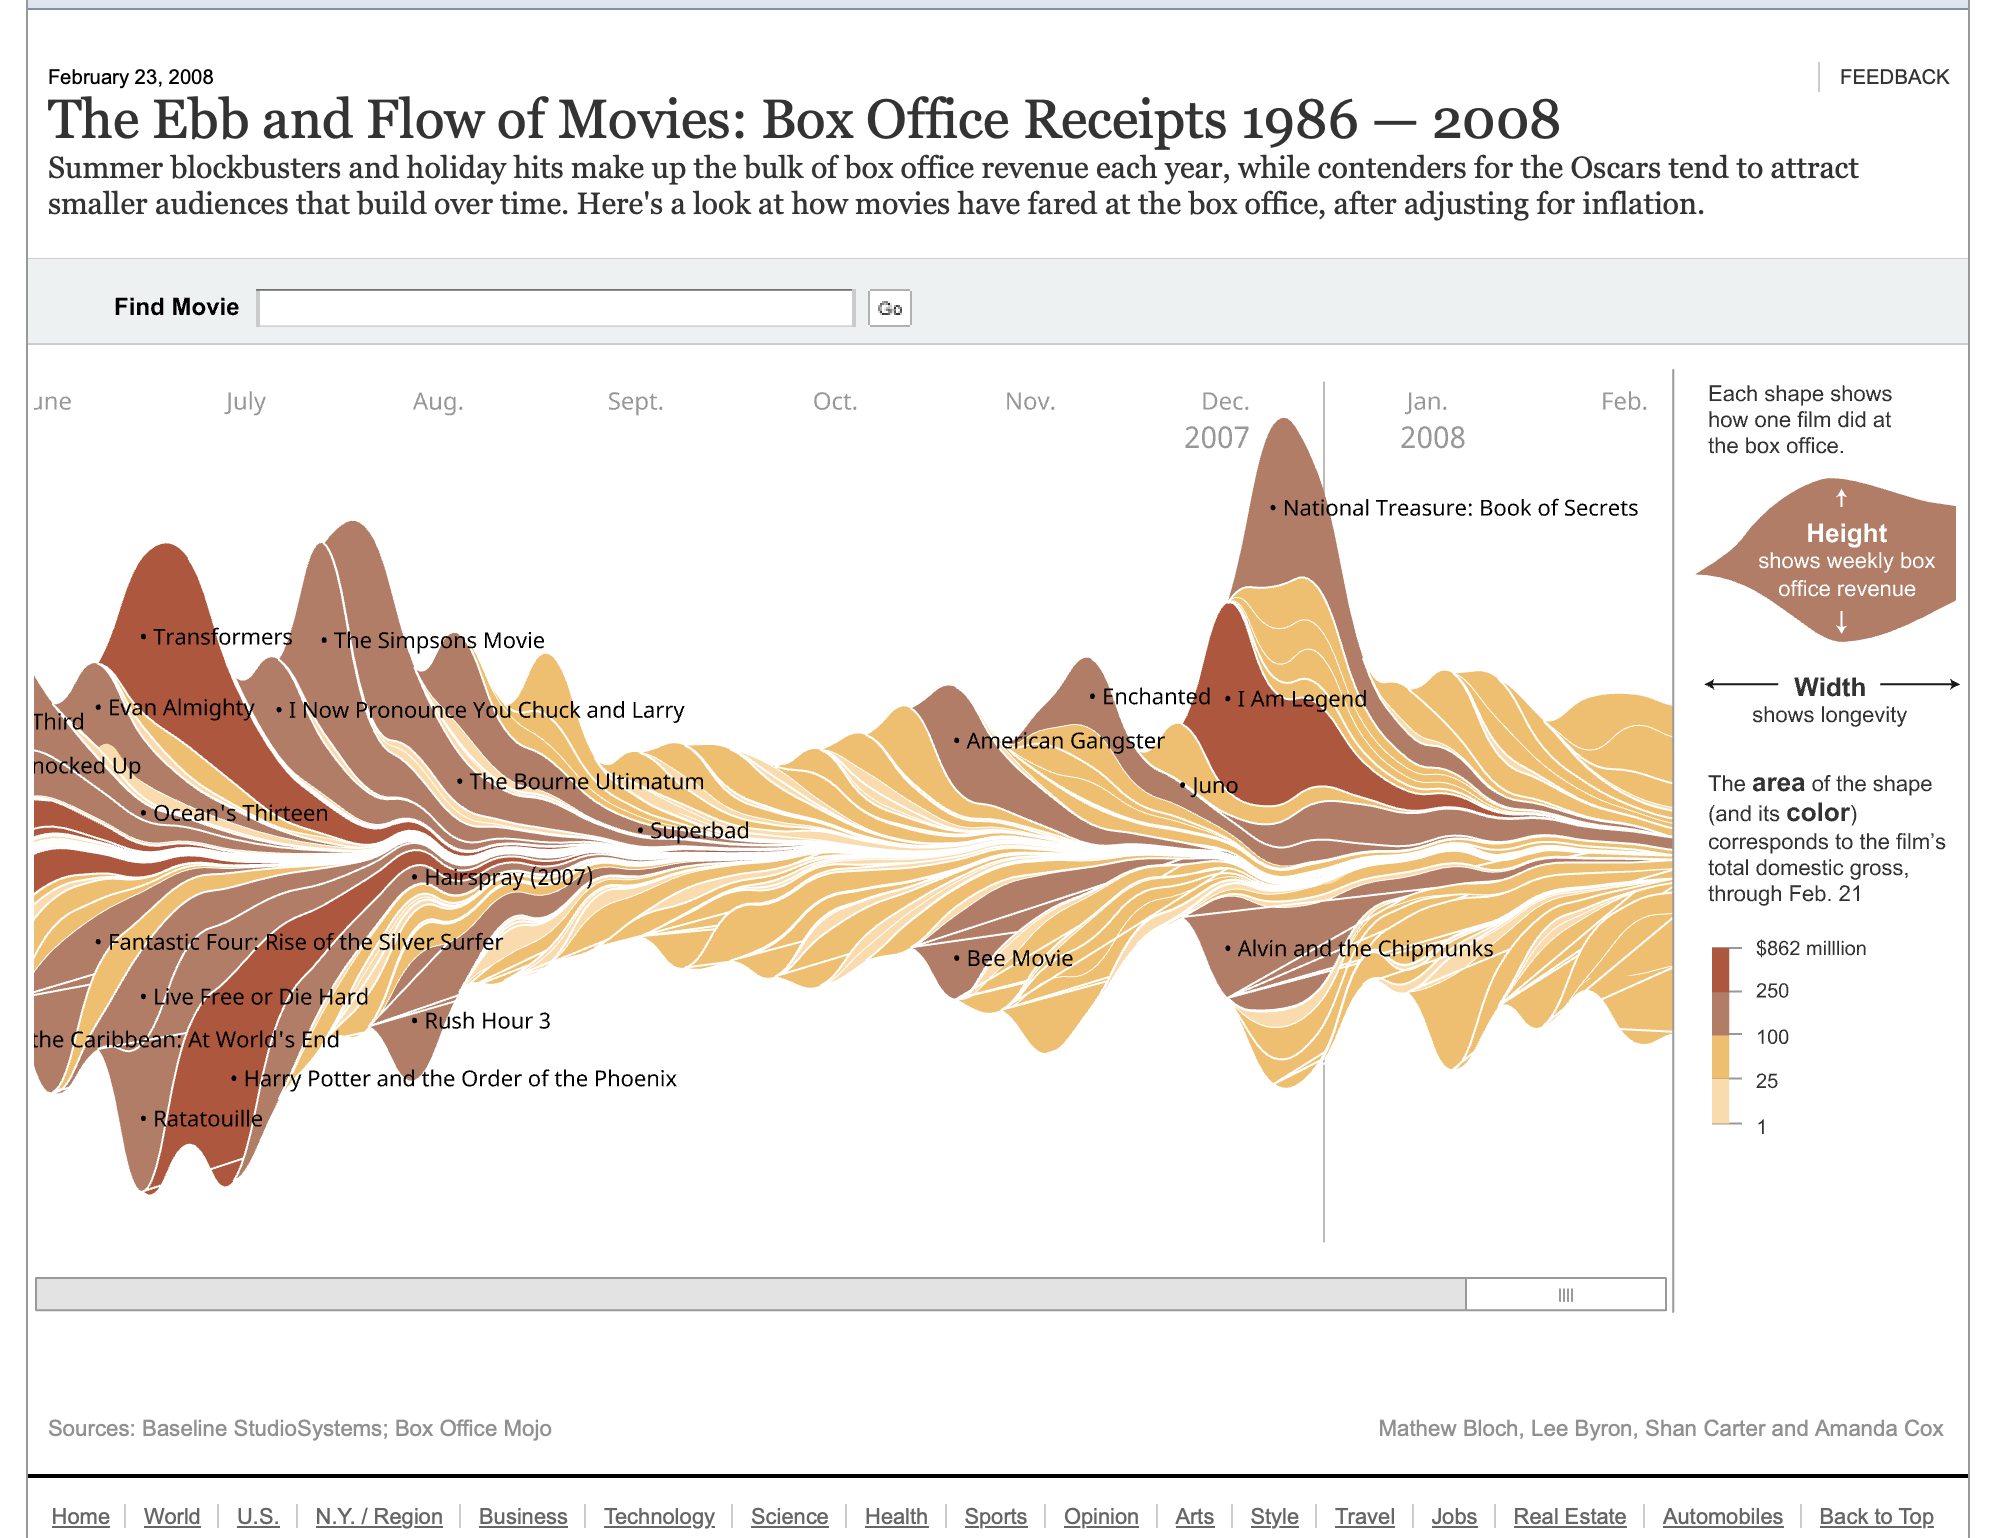 February 23, 2008
FEEDBACK
The Ebb and Flow of Movies: Box Office Receipts 1986 — 2008
Summer blockbusters and holiday hits make up the bulk of box office revenue each year, while contenders for the Oscars tend to attract
smaller audiences that build over time. Here's a look at how movies have fared at the box office, after adjusting for inflation.
Find Movie
Go
une
July
Aug.
Sept.
Oct.
Nov.
Dec.
Jan.
Feb.
2007
2008
• National Treasure: Book of Secrets
• Transformers
• The Simpsons Movie
• Evan Almighty
• I Now Pronounce You Chuck and Larry
• Enchanted
• I Am Legend
Third
• American Gangster
nocked Up
• The Bourne Ultimatum
• Juno
• Ocean's Thirteen
• Superbad
• Hairspray (2007)
• Fantastic Four: Rise of the Silver Surfer
• Bee Movie
• Alvin and the Chipmunks
• Live Free or Die Hard
• Rush Hour 3
the Caribbean: At World's End
• Harry Potter and the Order of the Phoenix
• Ratatouille
Each shape shows
how one film did at
the box office.
Height
shows weekly box
office revenue
Width
shows longevity
The area of the shape
(and its color)
corresponds to the film's
total domestic gross,
through Feb. 21
$862 milllion
250
100
25
1
Sources: Baseline StudioSystems; Box Office Mojo
Mathew Bloch, Lee Byron, Shan Carter and Amanda Cox
Home
World
U.S.
N.Y. / Region
Business
Technology
Science
Health
Sports
Opinion
Arts
Style
Travel
Jobs
Real Estate
Automobiles
Back to Top